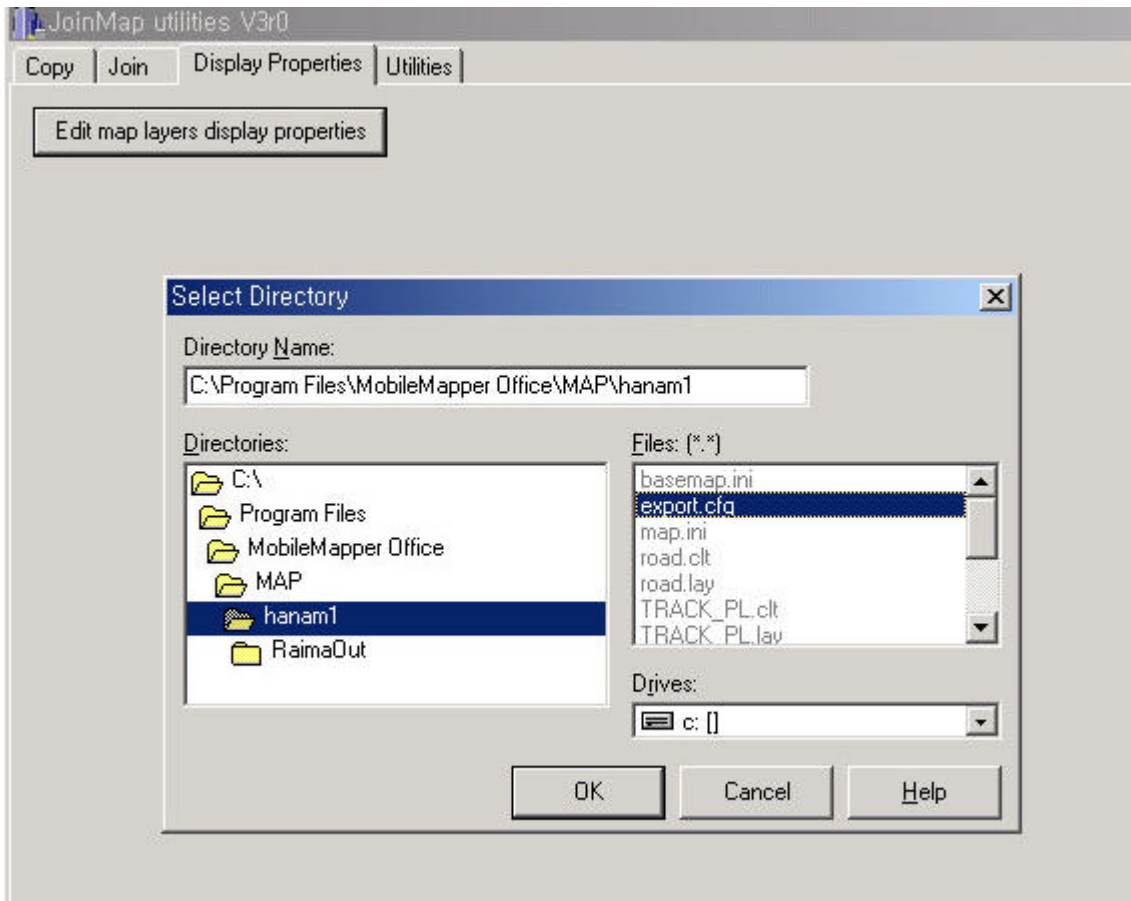 JoinMap utilities V3r0
Copy Join Display Properties Utilities
Edit map layers display properties
Select Directory
Directory Name:
C:\Program Files\MobileMapper Office\MAP\hanam1
Directories:
C:\
Program Files
MobileMapper Office
MAP
hanam1
RaimaOut
Files: (*.*)
basemap.ini
export.cfg
map.ini
road.clt
road.lay
TRACK_PL.clt
TRACK_PL.lay
Drives:
c: []
OK Cancel Help